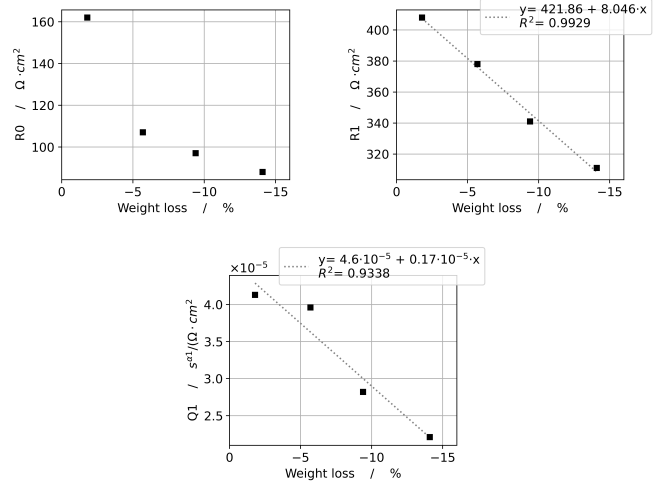 160
140
120
100
R0 / Ω · cm²
0 −5 −10 −15
Weight loss / %
y= 421.86 + 8.046·x
R²= 0.9929
400
380
360
340
320
R1 / Ω · cm²
0 −5 −10 −15
Weight loss / %
×10⁻⁵
y= 4.6·10⁻⁵ + 0.17·10⁻⁵·x
R²= 0.9338
4.0
3.5
3.0
2.5
Q1 / s^α1/(Ω · cm²
0 −5 −10 −15
Weight loss / %